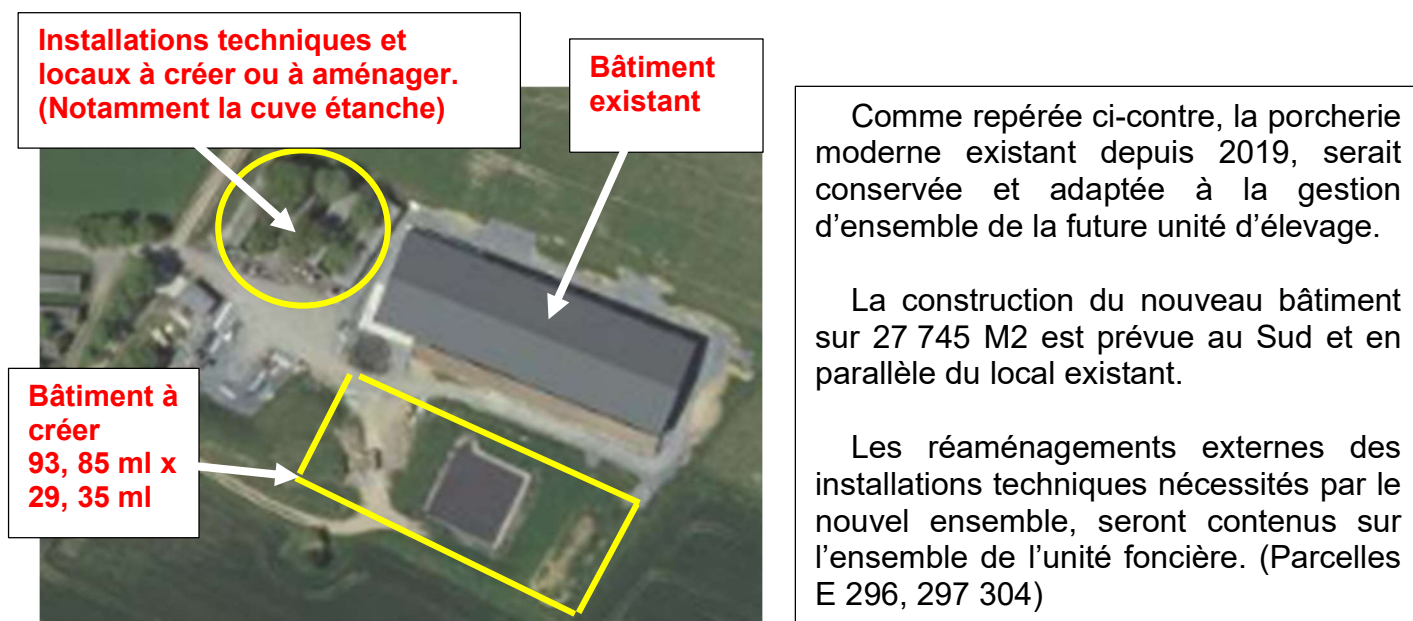 Installations techniques et
locaux à créer ou à aménager.
(Notamment la cuve étanche)
Bâtiment
existant
Bâtiment à
créer
93, 85 ml x
29, 35 ml
Comme repérée ci-contre, la porcherie
moderne existant depuis 2019, serait
conservée et adaptée à la gestion
d’ensemble de la future unité d’élevage.
La construction du nouveau bâtiment
sur 27 745 M2 est prévue au Sud et en
parallèle du local existant.
Les réaménagements externes des
installations techniques nécessités par le
nouvel ensemble, seront contenus sur
l’ensemble de l’unité foncière. (Parcelles
E 296, 297 304)